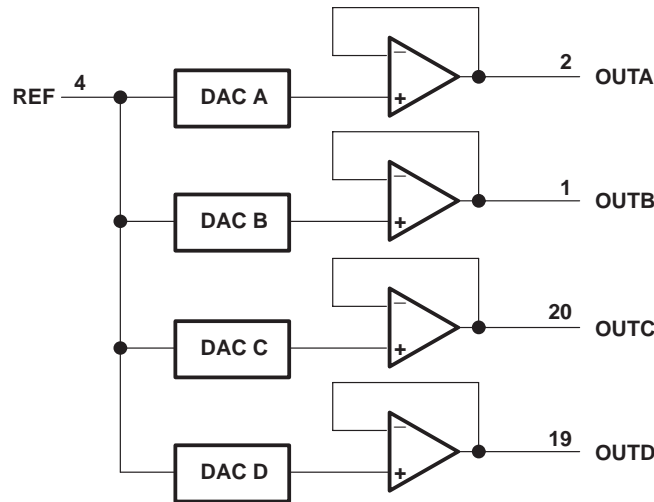 − 2 OUTA
REF 4 DAC A +
− 1 OUTB
DAC B +
− 20 OUTC
DAC C +
− 19 OUTD
DAC D +